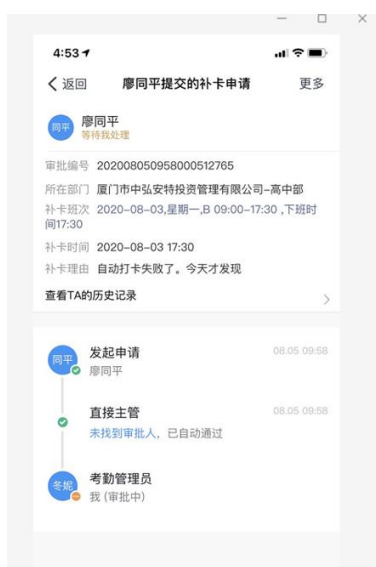 4:53
返回 廖同平提交的补卡申请 更多
同平 廖同平
等待我处理
审批编号 202008050958000512765
所在部门 厦门市中弘安特投资管理有限公司-高中部
补卡班次 2020-08-03,星期一,B 09:00-17:30 ,下班时
间17:30
补卡时间 2020-08-03 17:30
补卡理由 自动打卡失败了。今天才发现
查看TA的历史记录
同平 发起申请 08.05 09:58
廖同平
直接主管 08.05 09:58
未找到审批人，已自动通过
冬妮 考勤管理员
我 (审批中)